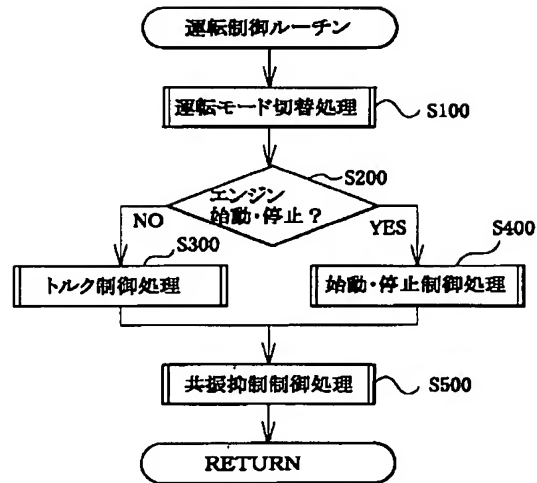 運転制御ルーチン
運転モード切替処理
S100
S200
エンジン
始動・停止？
NO
YES
S300
S400
トルク制御処理
始動・停止制御処理
共振抑制制御処理
S500
RETURN